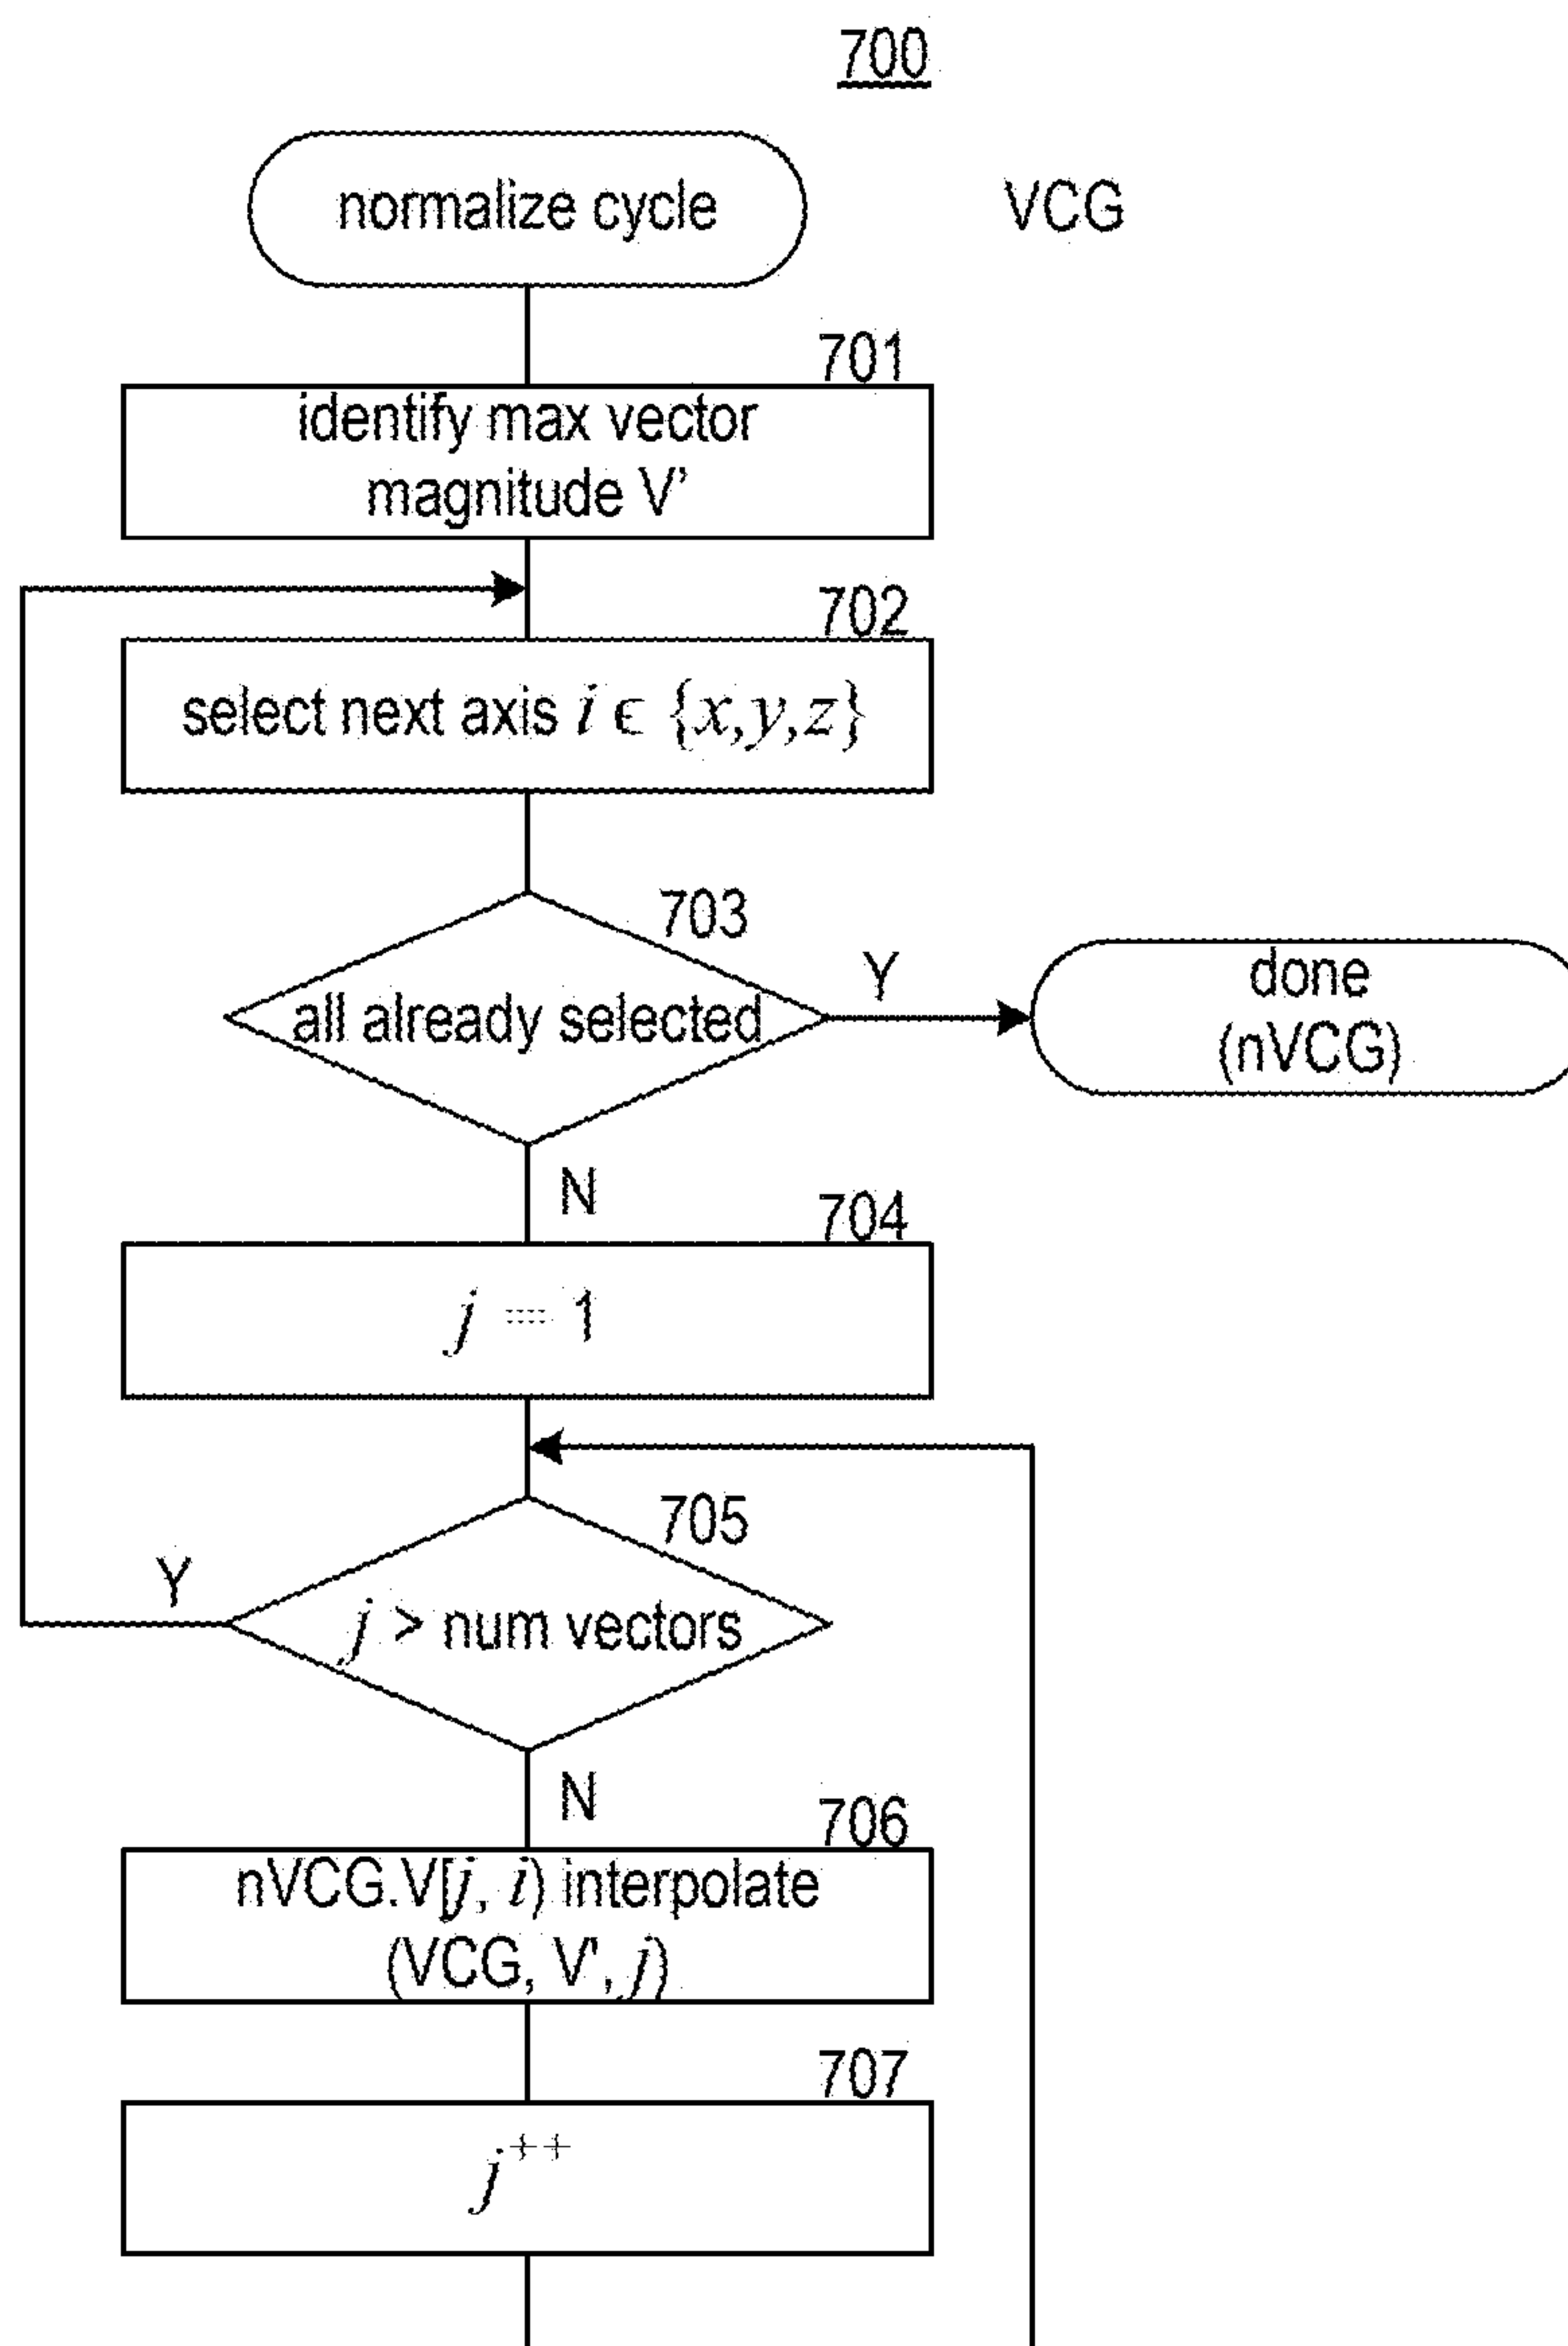 700
normalize cycle
VCG
701
identify max vector
magnitude V'
702
select next axis i ϵ {x,y,z}
703
all already selected
Y
done
(nVCG)
N
704
j = 1
705
Y
j > num vectors
N
706
nVCG.V[j, i) interpolate
(VCG, V', j)
707
j++